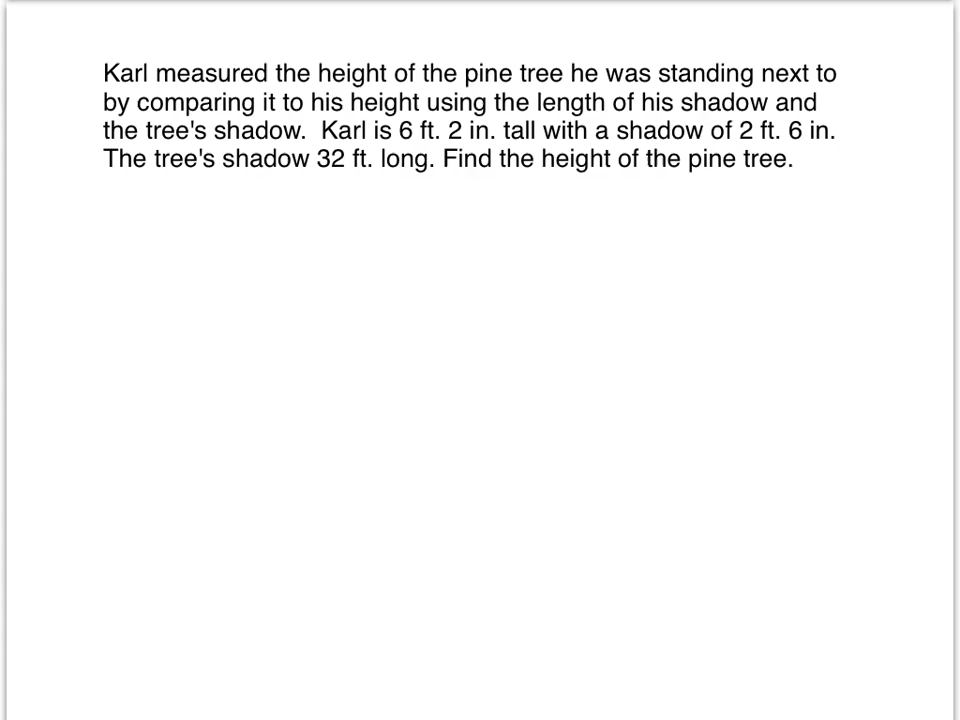 Karl measured the height of the pine tree he was standing next to
by comparing it to his height using the length of his shadow and
the tree's shadow.  Karl is 6 ft. 2 in. tall with a shadow of 2 ft. 6 in.
The tree's shadow 32 ft. long. Find the height of the pine tree.